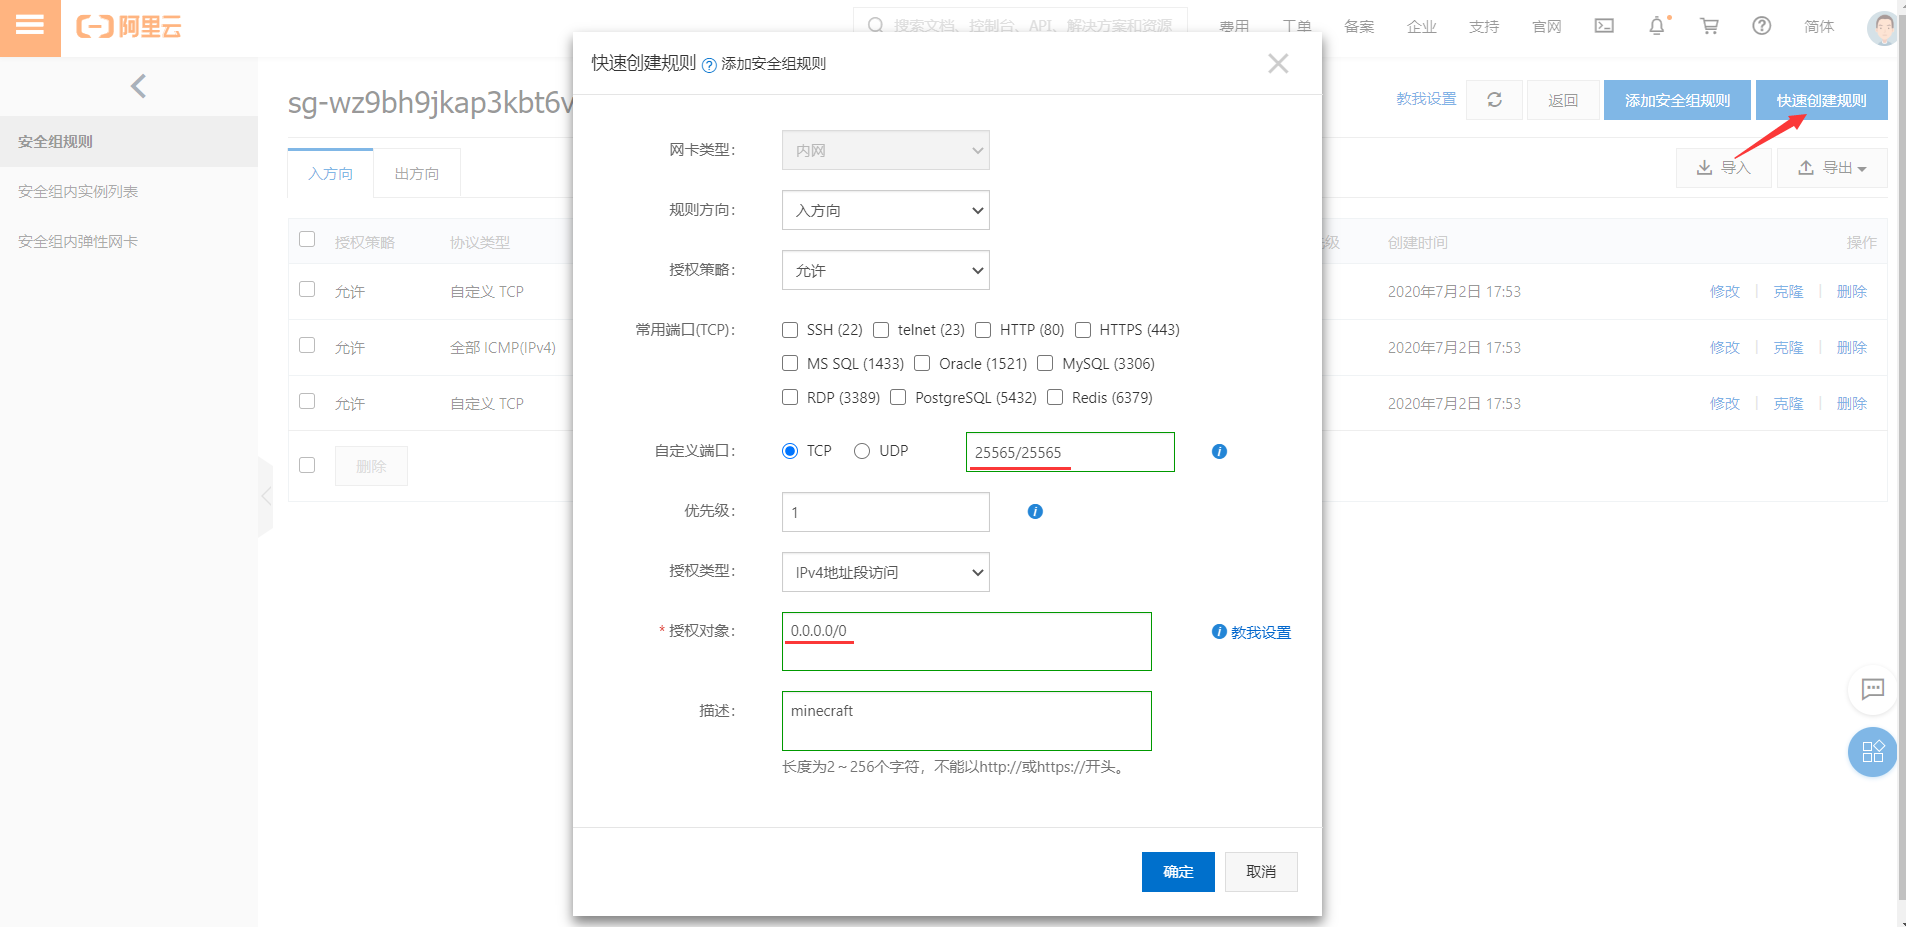 阿里云
搜索文档、控制台、API、解决方案和资源
费用 工单 备案 企业 支持 官网 简体
快速创建规则 ? 添加安全组规则
sg-wz9bh9jkap3kbt6v
教我设置 返回 添加安全组规则 快速创建规则
安全组规则
安全组内实例列表
安全组内弹性网卡
入方向 出方向
导入 导出
授权策略 协议类型 级 创建时间 操作
允许 自定义 TCP 2020年7月2日 17:53 修改 克隆 删除
允许 全部 ICMP(IPv4) 2020年7月2日 17:53 修改 克隆 删除
允许 自定义 TCP 2020年7月2日 17:53 修改 克隆 删除
删除
网卡类型: 内网
规则方向: 入方向
授权策略: 允许
常用端口(TCP): SSH (22) telnet (23) HTTP (80) HTTPS (443)
MS SQL (1433) Oracle (1521) MySQL (3306)
RDP (3389) PostgreSQL (5432) Redis (6379)
自定义端口: TCP UDP 25565/25565
优先级: 1
授权类型: IPv4地址段访问
* 授权对象: 0.0.0.0/0 教我设置
描述: minecraft
长度为2～256个字符，不能以http://或https://开头。
确定 取消